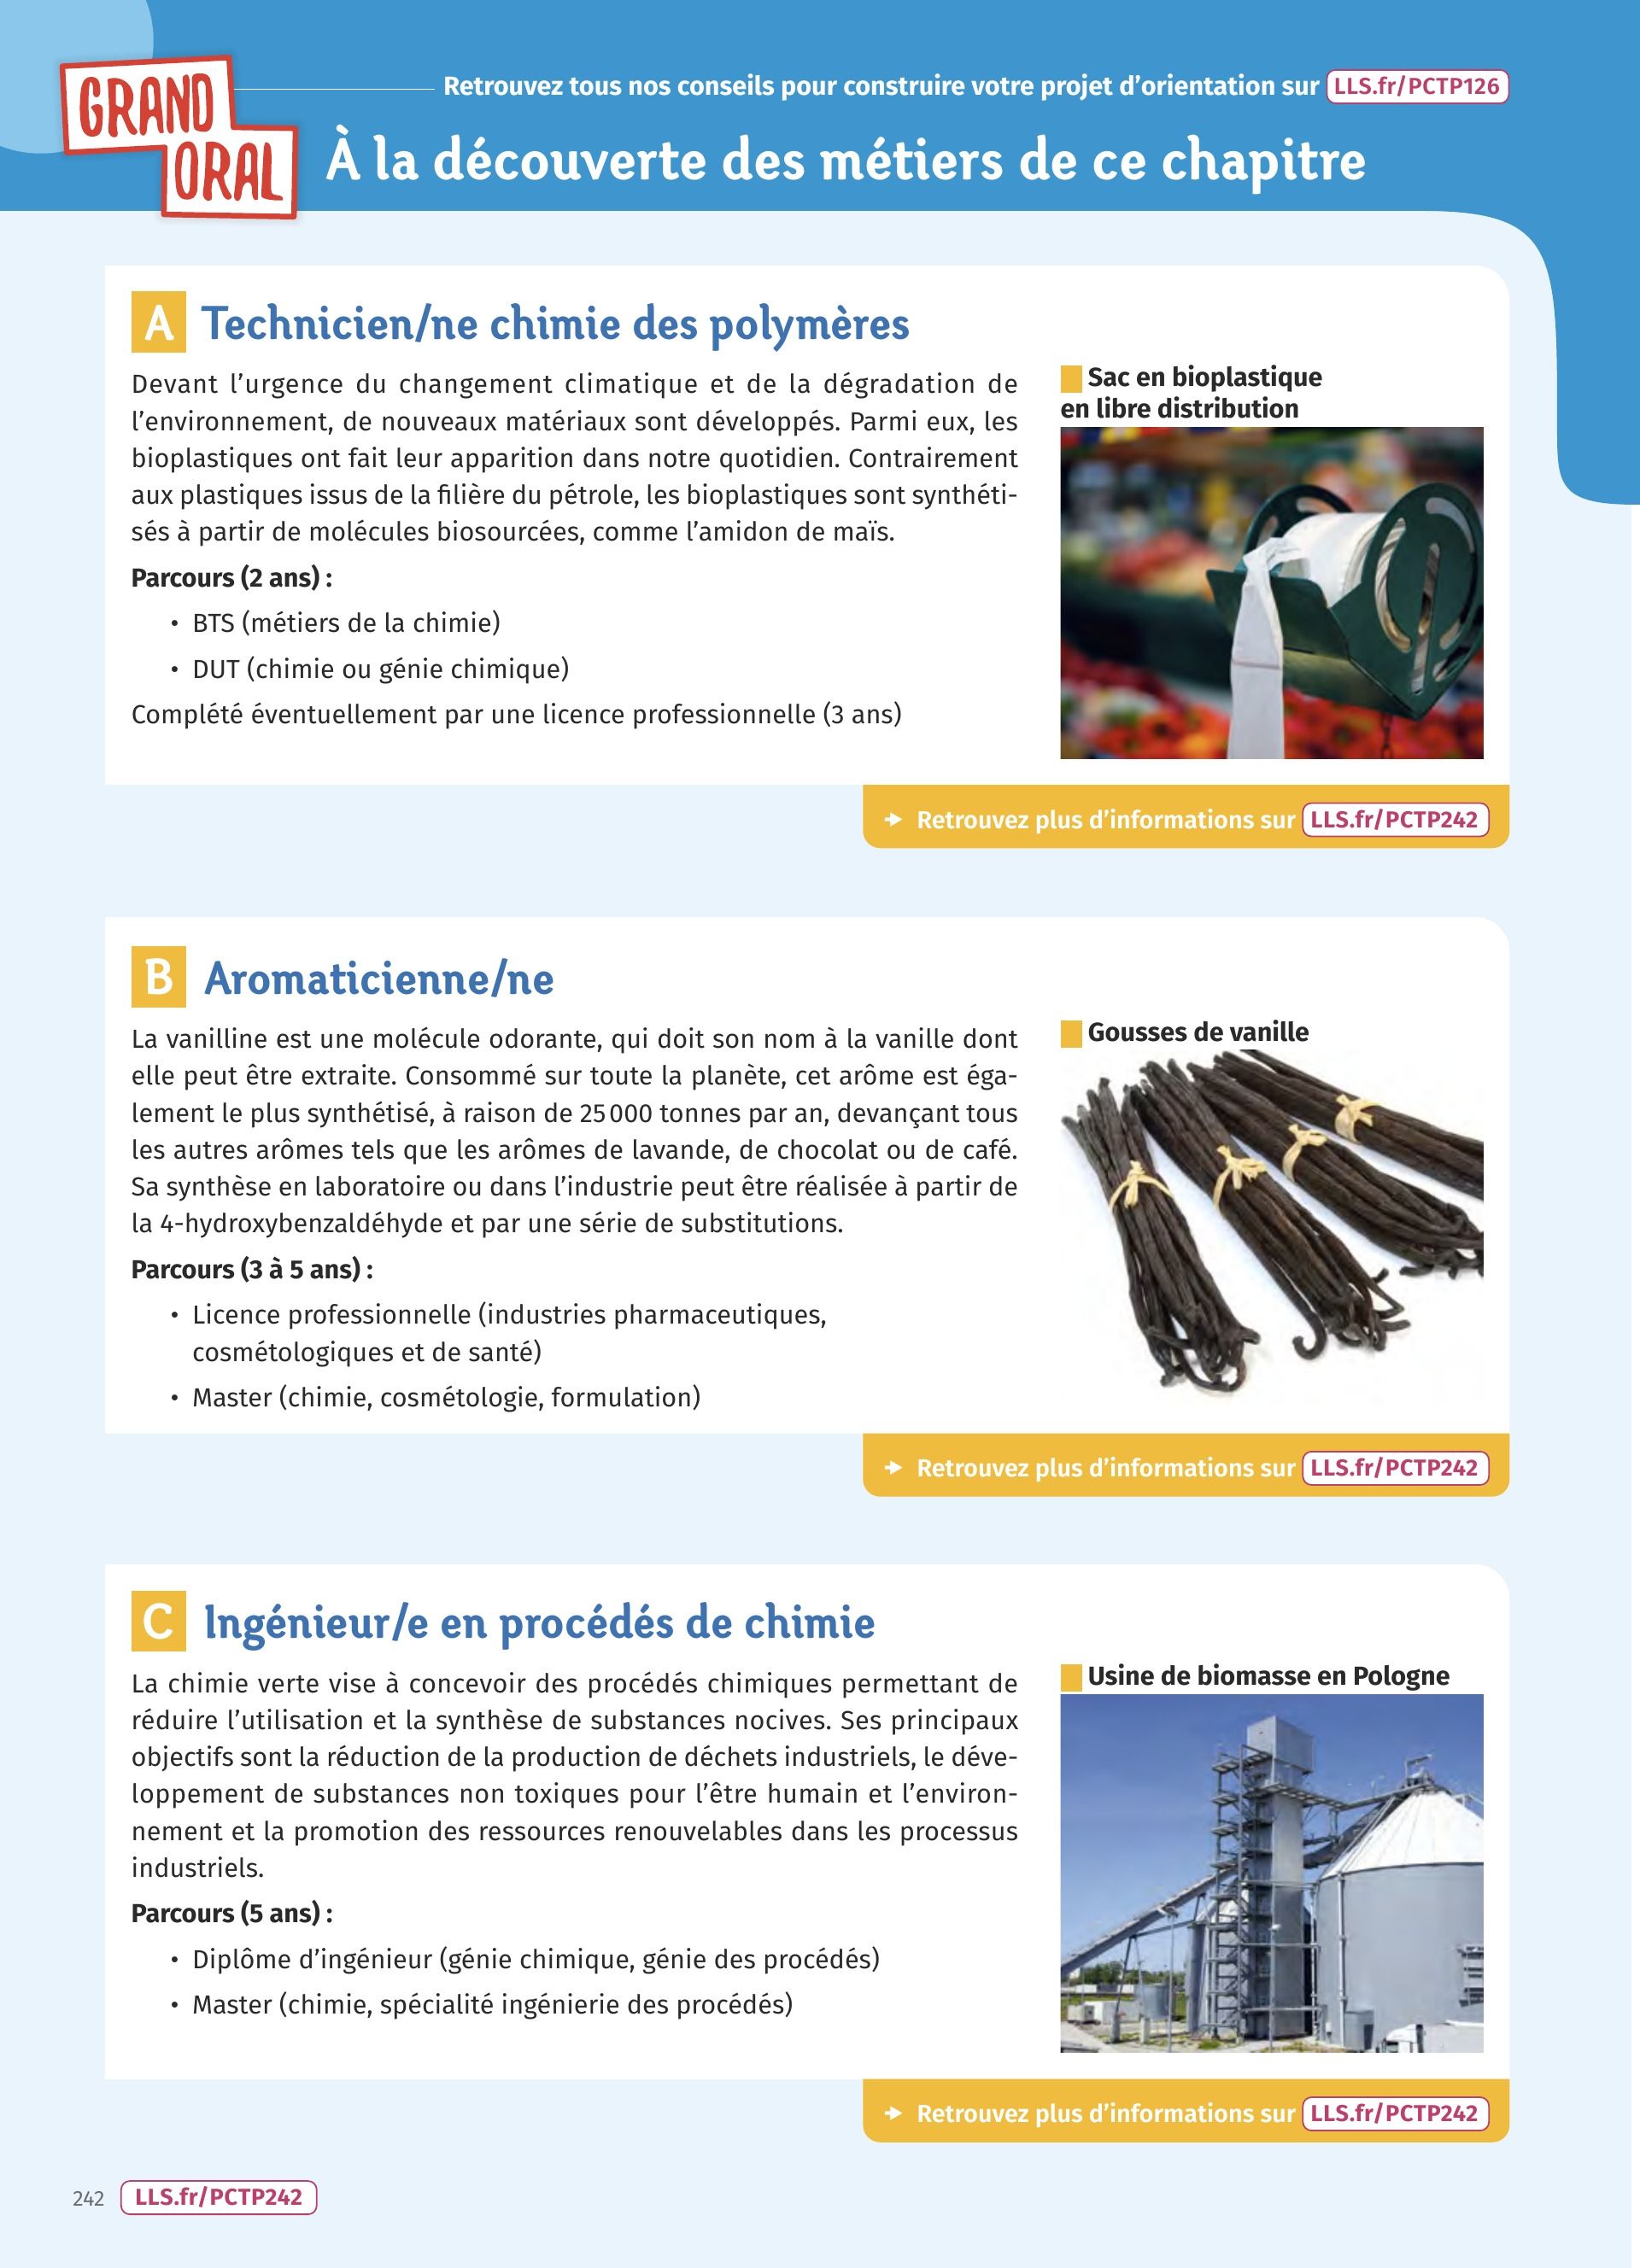 GRAND
ORAL
Retrouvez tous nos conseils pour construire votre projet d'orientation sur LLS.fr/PCTP126
À la découverte des métiers de ce chapitre
A Technicien/ne chimie des polymères
Devant l'urgence du changement climatique et de la dégradation de
l'environnement, de nouveaux matériaux sont développés. Parmi eux, les
bioplastiques ont fait leur apparition dans notre quotidien. Contrairement
aux plastiques issus de la filière du pétrole, les bioplastiques sont synthéti-
sés à partir de molécules biosourcées, comme l'amidon de maïs.
Parcours (2 ans) :
• BTS (métiers de la chimie)
• DUT (chimie ou génie chimique)
Complété éventuellement par une licence professionnelle (3 ans)
Sac en bioplastique
en libre distribution
Retrouvez plus d'informations sur LLS.fr/PCTP242
B Aromaticienne/ne
La vanilline est une molécule odorante, qui doit son nom à la vanille dont
elle peut être extraite. Consommé sur toute la planète, cet arôme est éga-
lement le plus synthétisé, à raison de 25 000 tonnes par an, devançant tous
les autres arômes tels que les arômes de lavande, de chocolat ou de café.
Sa synthèse en laboratoire ou dans l'industrie peut être réalisée à partir de
la 4-hydroxybenzaldéhyde et par une série de substitutions.
Parcours (3 à 5 ans) :
• Licence professionnelle (industries pharmaceutiques,
cosmétologiques et de santé)
• Master (chimie, cosmétologie, formulation)
Gousses de vanille
Retrouvez plus d'informations sur LLS.fr/PCTP242
C Ingénieur/e en procédés de chimie
La chimie verte vise à concevoir des procédés chimiques permettant de
réduire l'utilisation et la synthèse de substances nocives. Ses principaux
objectifs sont la réduction de la production de déchets industriels, le déve-
loppement de substances non toxiques pour l'être humain et l'environ-
nement et la promotion des ressources renouvelables dans les processus
industriels.
Parcours (5 ans) :
• Diplôme d'ingénieur (génie chimique, génie des procédés)
• Master (chimie, spécialité ingénierie des procédés)
Usine de biomasse en Pologne
Retrouvez plus d'informations sur LLS.fr/PCTP242
242 LLS.fr/PCTP242